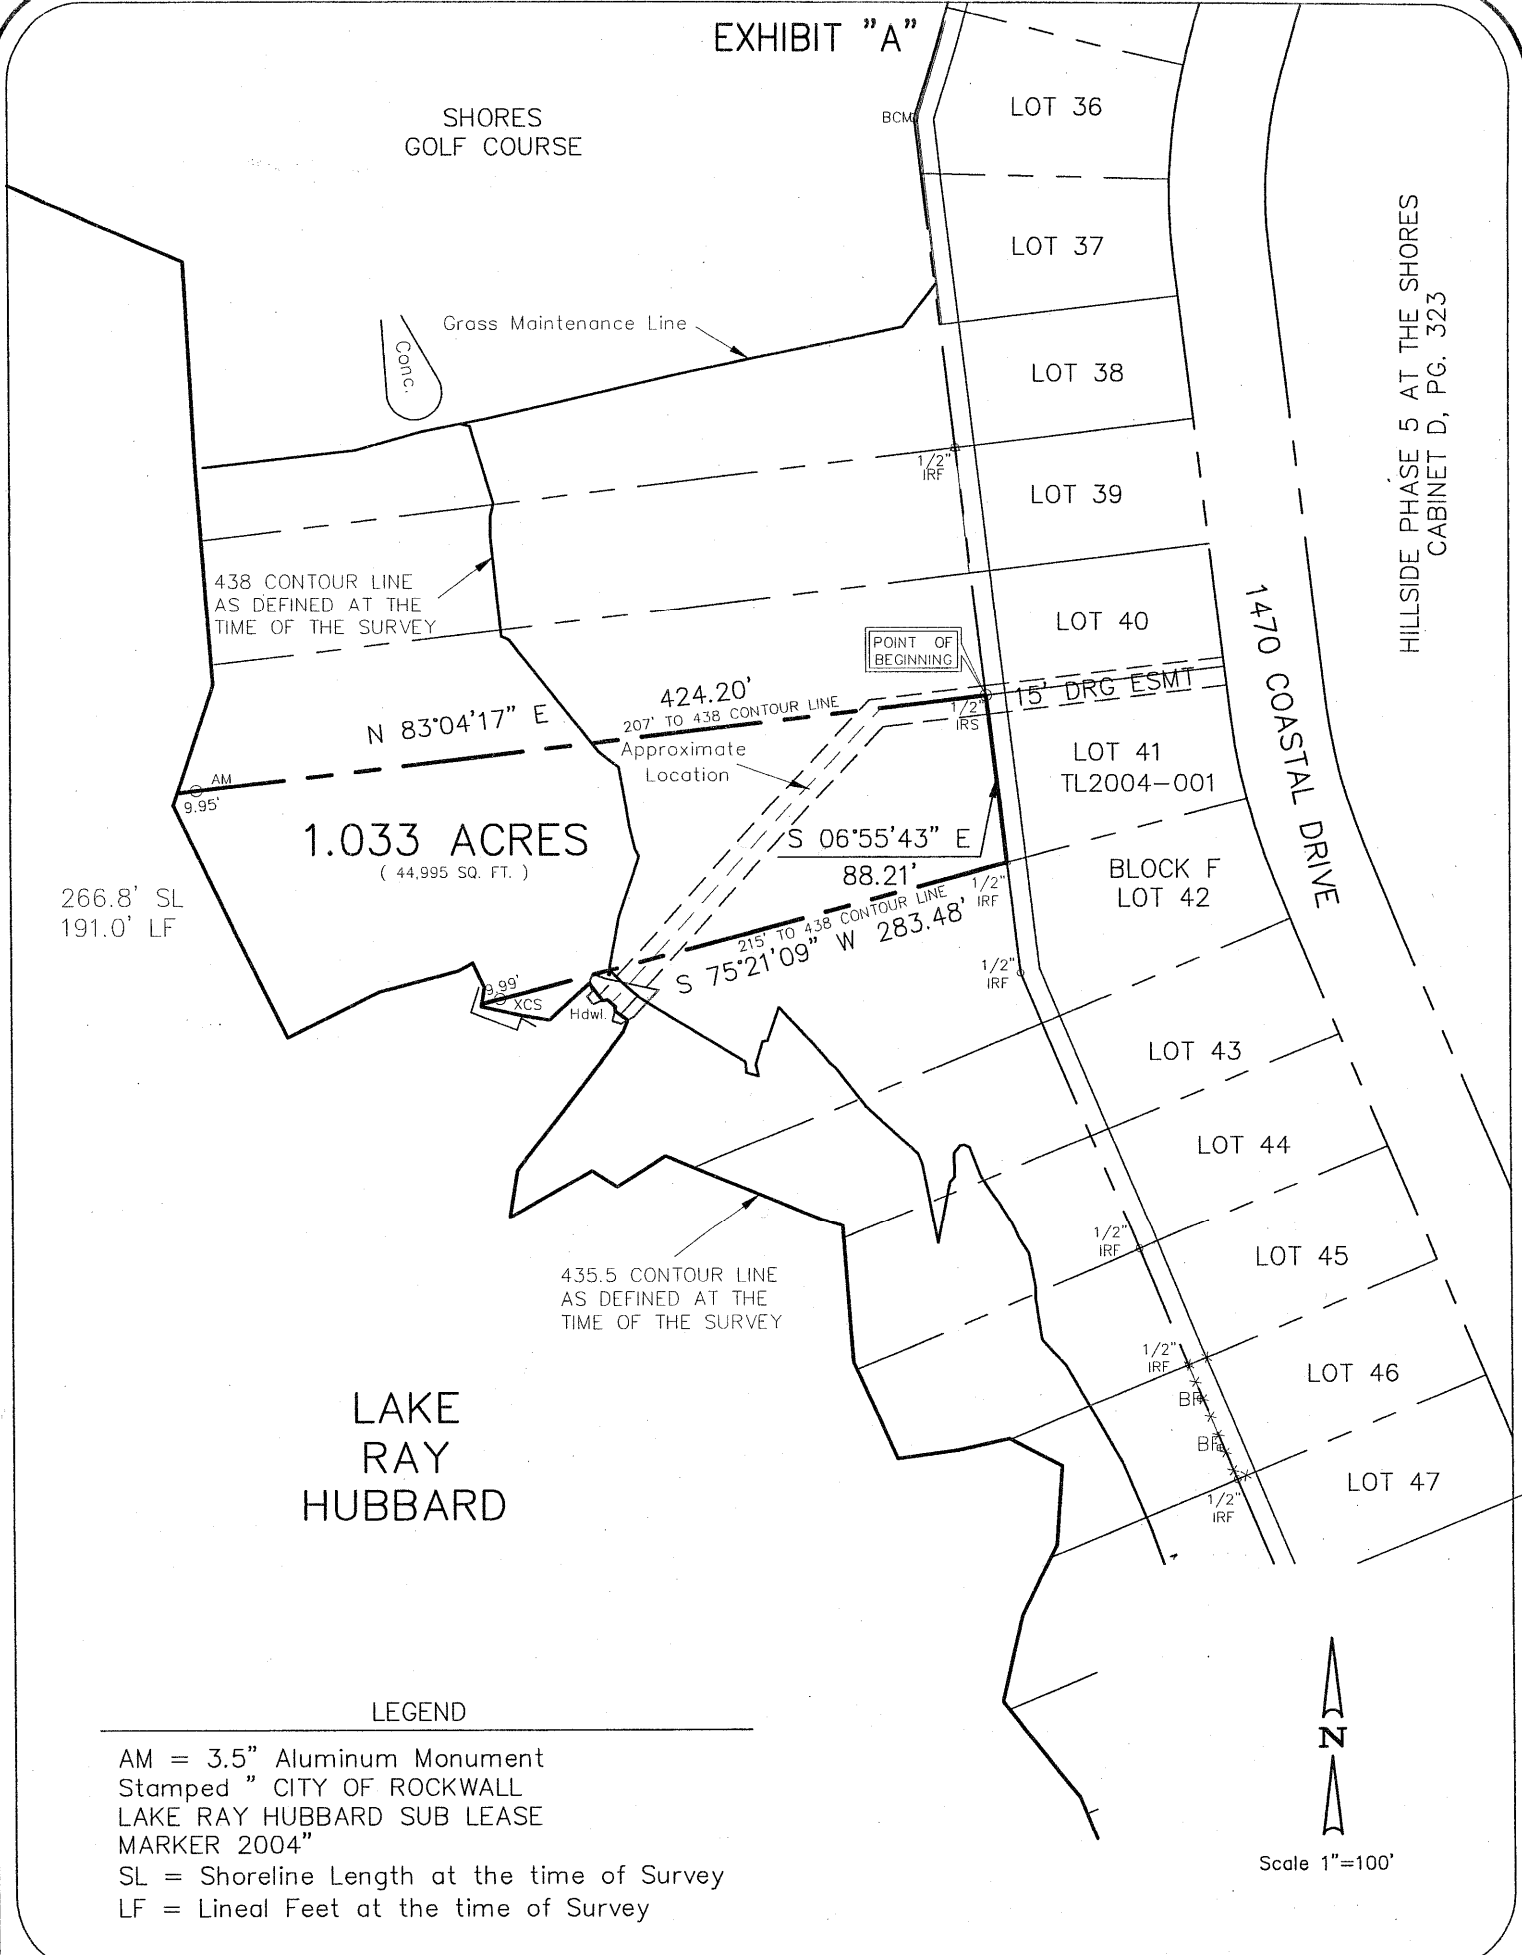 EXHIBIT "A"
SHORES
GOLF COURSE
BCM
LOT 36
LOT 37
Grass Maintenance Line
Conc.
LOT 38
1/2"
IRF
LOT 39
HILLSIDE PHASE 5 AT THE SHORES
CABINET D, PG. 323
438 CONTOUR LINE
AS DEFINED AT THE
TIME OF THE SURVEY
LOT 40
POINT OF
BEGINNING
1470 COASTAL DRIVE
424.20'
207' TO 438 CONTOUR LINE
N 83°04'17" E
1/2"
IRS
15' DRG ESMT
Approximate
Location
LOT 41
TL2004-001
AM
9.95'
1.033 ACRES
( 44,995 SQ. FT. )
S 06°55'43" E
88.21'
BLOCK F
LOT 42
1/2"
IRF
215' TO 438 CONTOUR LINE
S 75°21'09" W 283.48'
266.8' SL
191.0' LF
1/2"
IRF
9.99'
XCS
Hdwl.
LOT 43
LOT 44
1/2"
IRF
LOT 45
435.5 CONTOUR LINE
AS DEFINED AT THE
TIME OF THE SURVEY
1/2"
IRF
LOT 46
BF
BF
LOT 47
1/2"
IRF
LAKE
RAY
HUBBARD
N
Scale 1"=100'
LEGEND
AM = 3.5" Aluminum Monument
Stamped " CITY OF ROCKWALL
LAKE RAY HUBBARD SUB LEASE
MARKER 2004"
SL = Shoreline Length at the time of Survey
LF = Lineal Feet at the time of Survey